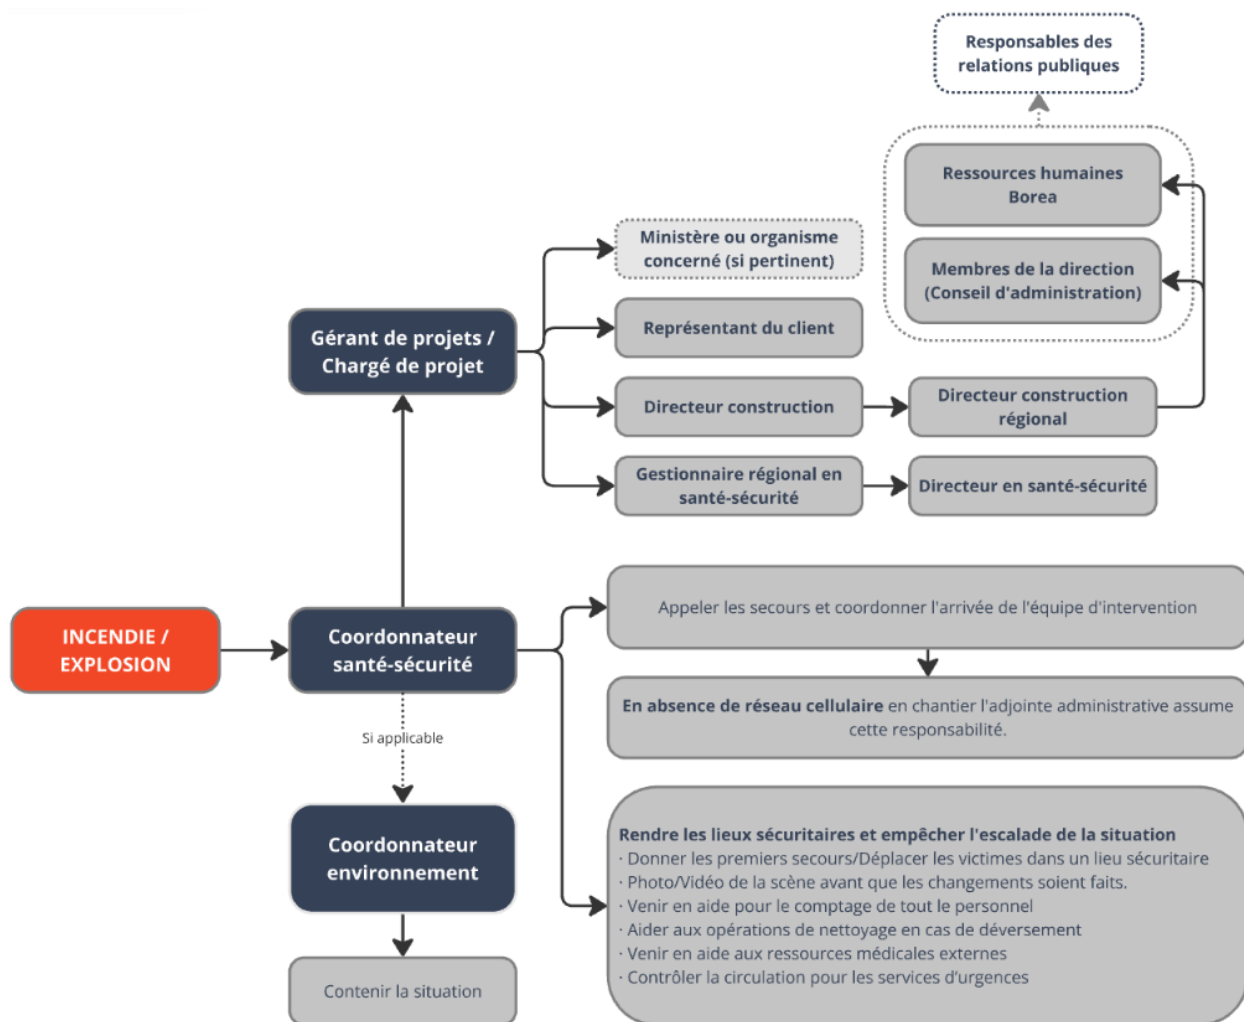 Responsables des
relations publiques
Ressources humaines
Borea
Membres de la direction
(Conseil d'administration)
Ministère ou organisme
concerné (si pertinent)
Représentant du client
Gérant de projets /
Chargé de projet
Directeur construction
Directeur construction
régional
Gestionnaire régional en
santé-sécurité
Directeur en santé-sécurité
INCENDIE /
EXPLOSION
Coordonnateur
santé-sécurité
Appeler les secours et coordonner l'arrivée de l'équipe d'intervention
En absence de réseau cellulaire en chantier l'adjointe administrative assume
cette responsabilité.
Si applicable
Coordonnateur
environnement
Contenir la situation
Rendre les lieux sécuritaires et empêcher l'escalade de la situation
· Donner les premiers secours/Déplacer les victimes dans un lieu sécuritaire
· Photo/Vidéo de la scène avant que les changements soient faits.
· Venir en aide pour le comptage de tout le personnel
· Aider aux opérations de nettoyage en cas de déversement
· Venir en aide aux ressources médicales externes
· Contrôler la circulation pour les services d'urgences